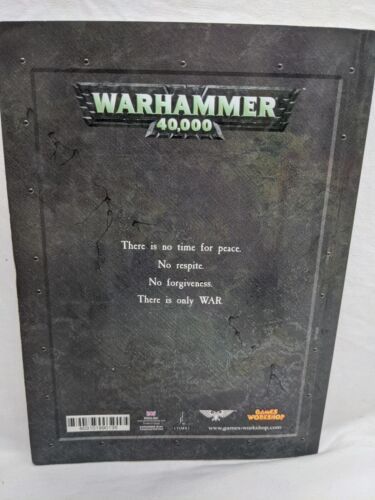 WARHAMMER
40,000
There is no time for peace.
No respite.
No forgiveness.
There is only WAR.
GAMES
WORKSHOP
www.games-workshop.com